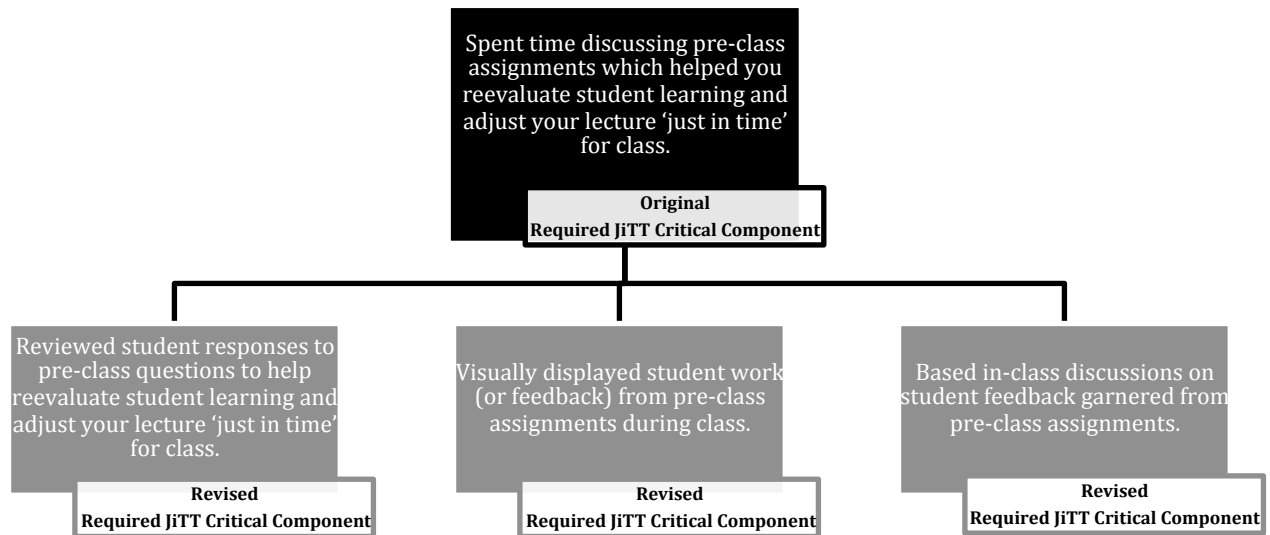 Spent time discussing pre-class
assignments which helped you
reevaluate student learning and
adjust your lecture ‘just in time’
for class.
Original
Required JiTT Critical Component
Reviewed student responses to
pre-class questions to help
reevaluate student learning and
adjust your lecture ‘just in time’
for class.
Revised
Required JiTT Critical Component
Visually displayed student work
(or feedback) from pre-class
assignments during class.
Revised
Required JiTT Critical Component
Based in-class discussions on
student feedback garnered from
pre-class assignments.
Revised
Required JiTT Critical Component